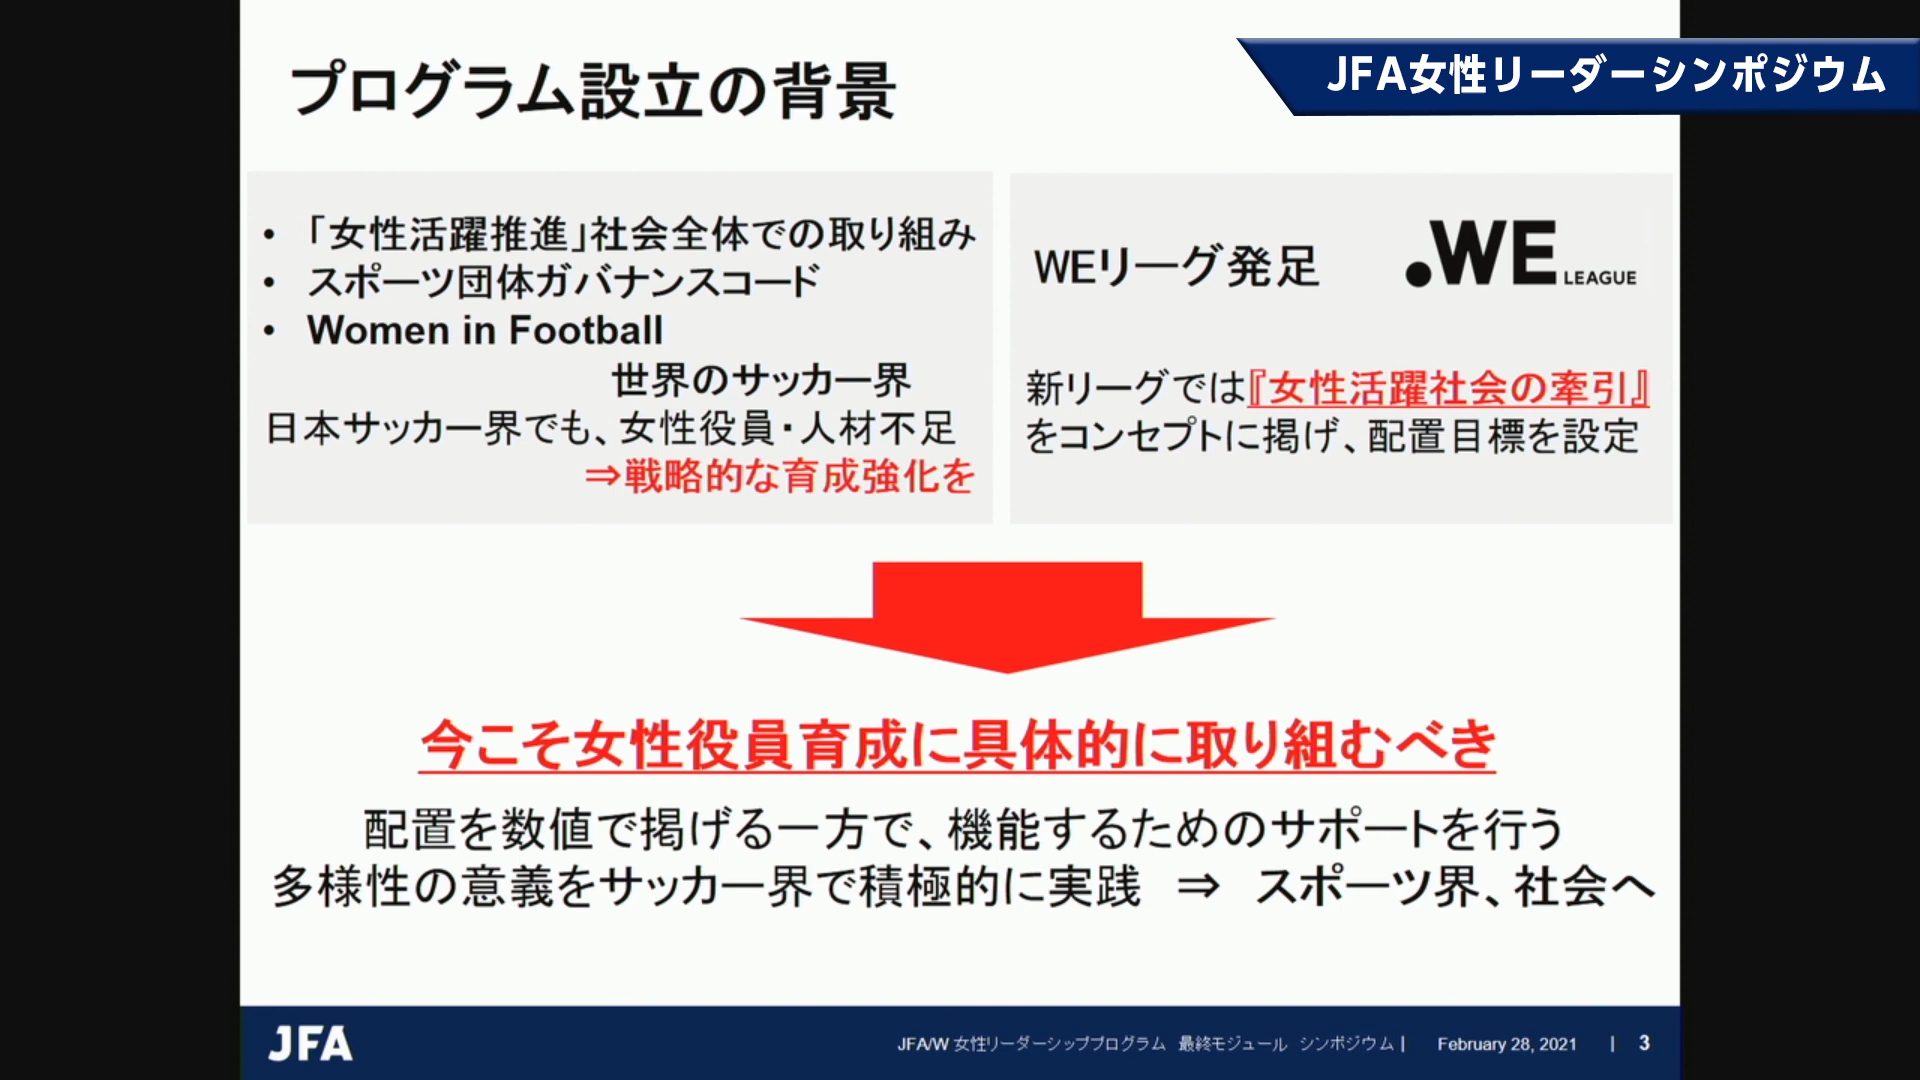 JFA女性リーダーシンポジウム
プログラム設立の背景
• 「女性活躍推進」社会全体での取り組み
• スポーツ団体ガバナンスコード
• Women in Football
世界のサッカー界
日本サッカー界でも、女性役員・人材不足
⇒戦略的な育成強化を
WEリーグ発足
.WE LEAGUE
新リーグでは『女性活躍社会の牽引』
をコンセプトに掲げ、配置目標を設定
今こそ女性役員育成に具体的に取り組むべき
配置を数値で掲げる一方で、機能するためのサポートを行う
多様性の意義をサッカー界で積極的に実践 ⇒ スポーツ界、社会へ
JFA
JFA/W 女性リーダーシッププログラム 最終モジュール シンポジウム | February 28, 2021 | 3